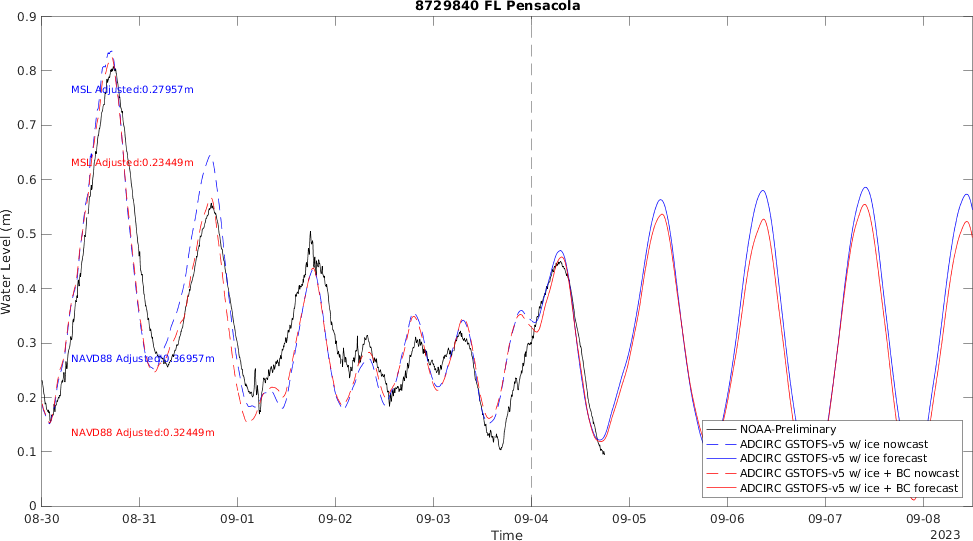 8729840 FL Pensacola
0.9
0.8
MSL Adjusted:0.27957m
0.7
MSL Adjusted:0.23449m
0.6
0.5
Water Level (m)
0.4
0.3
NAVD88 Adjusted:0.36957m
0.2
NAVD88 Adjusted:0.32449m
0.1
0
NOAA-Preliminary
ADCIRC GSTOFS-v5 w/ ice nowcast
ADCIRC GSTOFS-v5 w/ ice forecast
ADCIRC GSTOFS-v5 w/ ice + BC nowcast
ADCIRC GSTOFS-v5 w/ ice + BC forecast
08-30 08-31 09-01 09-02 09-03 09-04 09-05 09-06 09-07 09-08
Time
2023